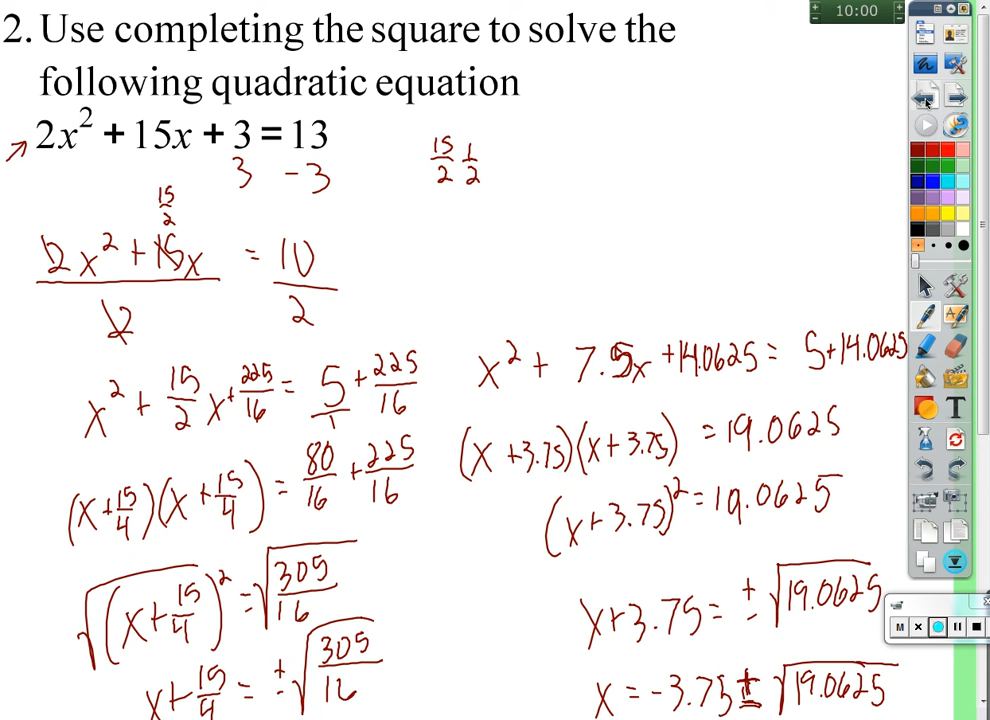 10:00
2. Use completing the square to solve the
following quadratic equation
2x² + 15x + 3 = 13
3 -3
15/2 1/2
15/2
2x² + 15x = 10
2 2
x² + 15/2 x + 225/16 = 5/1 + 225/16
(x + 15/4)(x + 15/4) = 80/16 + 225/16
√(x + 15/4)² = √305/16
x + 15/4 = ±√305/16
x² + 7.5x + 14.0625 = 5 + 14.0625
(x + 3.75)(x + 3.75) = 19.0625
(x + 3.75)² = 19.0625
x + 3.75 = ±√19.0625
x = -3.75 ± √19.0625
M